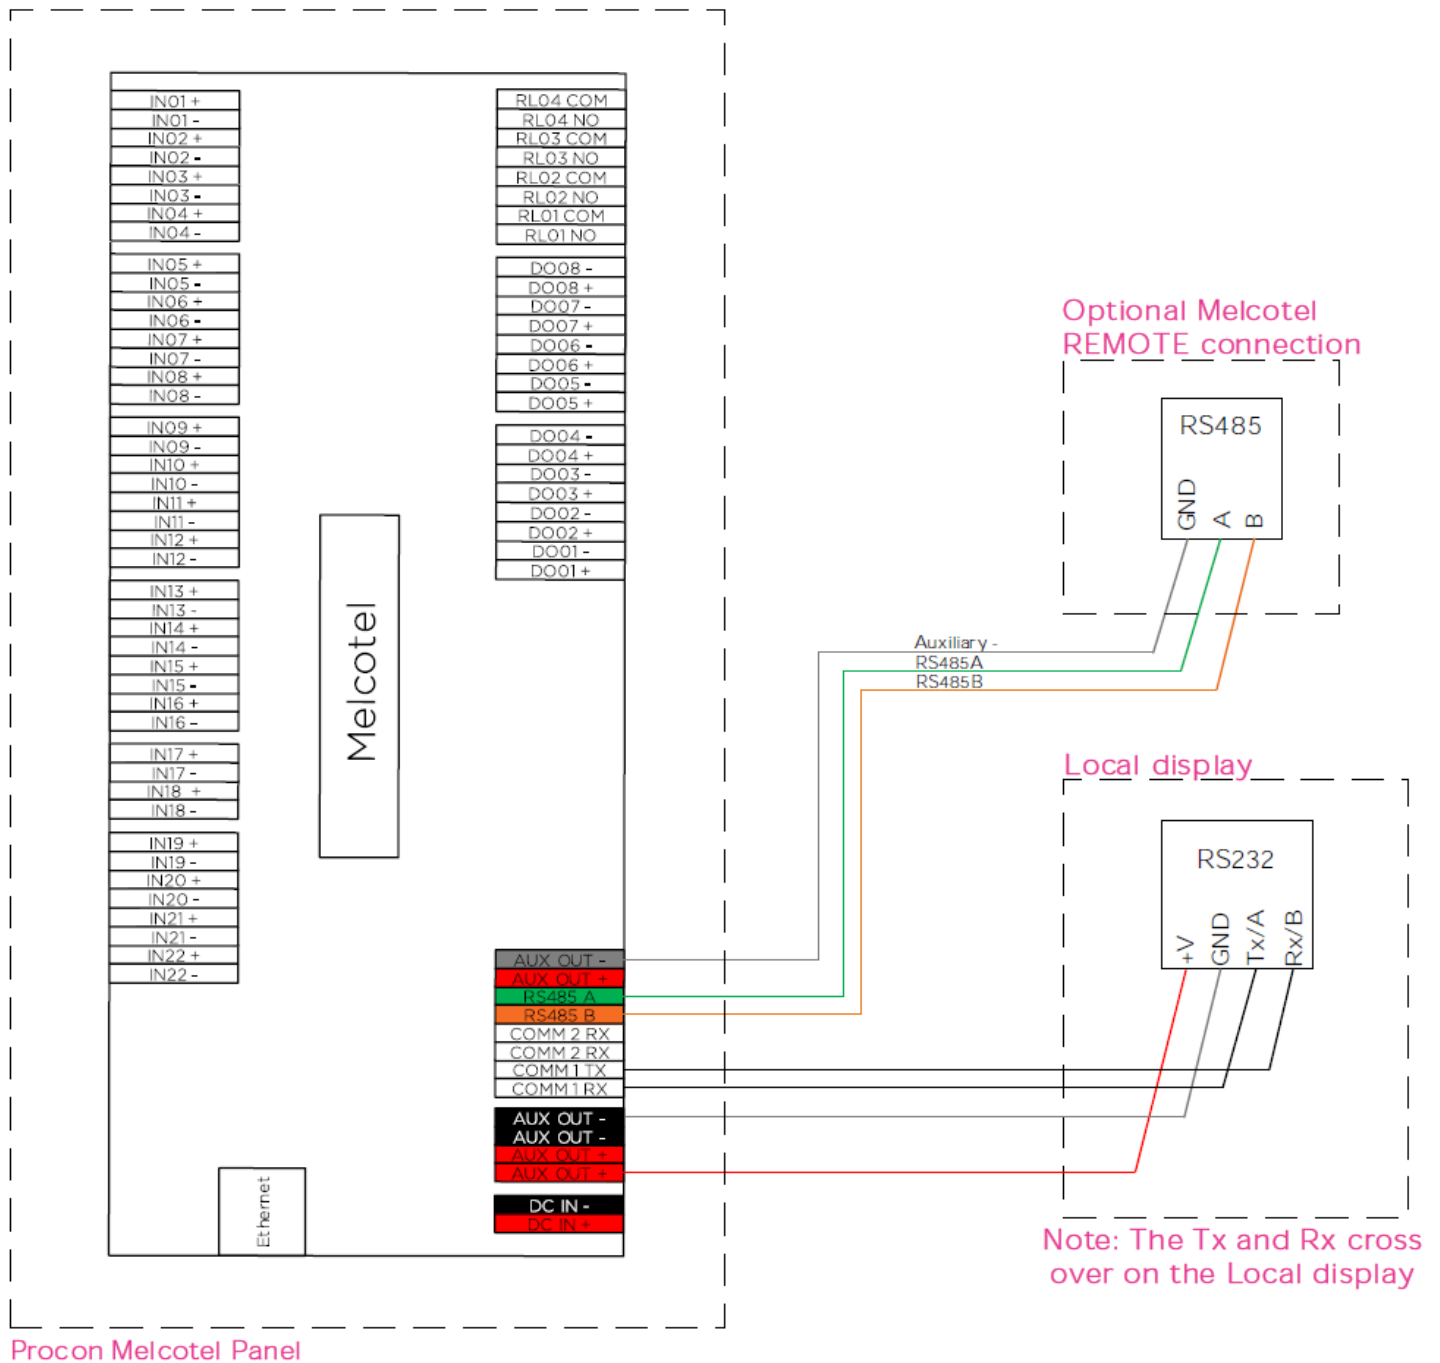 IN01 +
IN01 -
IN02 +
IN02 -
IN03 +
IN03 -
IN04 +
IN04 -
IN05 +
IN05 -
IN06 +
IN06 -
IN07 +
IN07 -
IN08 +
IN08 -
IN09 +
IN09 -
IN10 +
IN10 -
IN11 +
IN11 -
IN12 +
IN12 -
IN13 +
IN13 -
IN14 +
IN14 -
IN15 +
IN15 -
IN16 +
IN16 -
IN17 +
IN17 -
IN18 +
IN18 -
IN19 +
IN19 -
IN20 +
IN20 -
IN21 +
IN21 -
IN22 +
IN22 -
Melcotel
Ethernet
RL04 COM
RL04 NO
RL03 COM
RL03 NO
RL02 COM
RL02 NO
RL01 COM
RL01 NO
DO08 -
DO08 +
DO07 -
DO07 +
DO06 -
DO06 +
DO05 -
DO05 +
DO04 -
DO04 +
DO03 -
DO03 +
DO02 -
DO02 +
DO01 -
DO01 +
AUX OUT -
AUX OUT +
RS485 A
RS485 B
COMM 2 RX
COMM 2 RX
COMM 1 TX
COMM 1 RX
AUX OUT -
AUX OUT -
AUX OUT +
AUX OUT +
DC IN -
DC IN +
Optional Melcotel
REMOTE connection
RS485
GND
A
B
Auxiliary -
RS485A
RS485B
Local display
RS232
+V
GND
Tx/A
Rx/B
Note: The Tx and Rx cross
over on the Local display
Procon Melcotel Panel